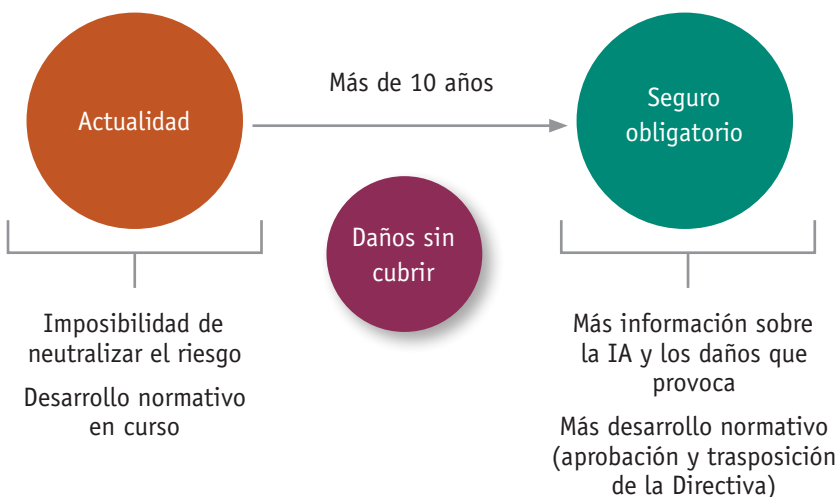 Actualidad
Más de 10 años
Seguro
obligatorio
Daños sin
cubrir
Imposibilidad de
neutralizar el riesgo
Desarrollo normativo
en curso
Más información sobre
la IA y los daños que
provoca
Más desarrollo normativo
(aprobación y trasposición
de la Directiva)